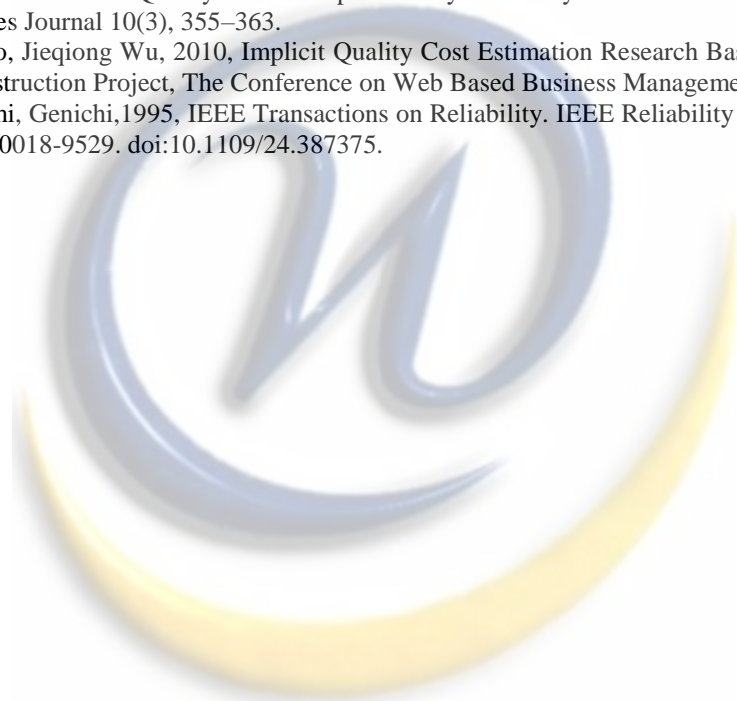 es Journal 10(3), 355–363.
o, Jieqiong Wu, 2010, Implicit Quality Cost Estimation Research Bas
struction Project, The Conference on Web Based Business Manageme
ni, Genichi,1995, IEEE Transactions on Reliability. IEEE Reliability
0018-9529. doi:10.1109/24.387375.